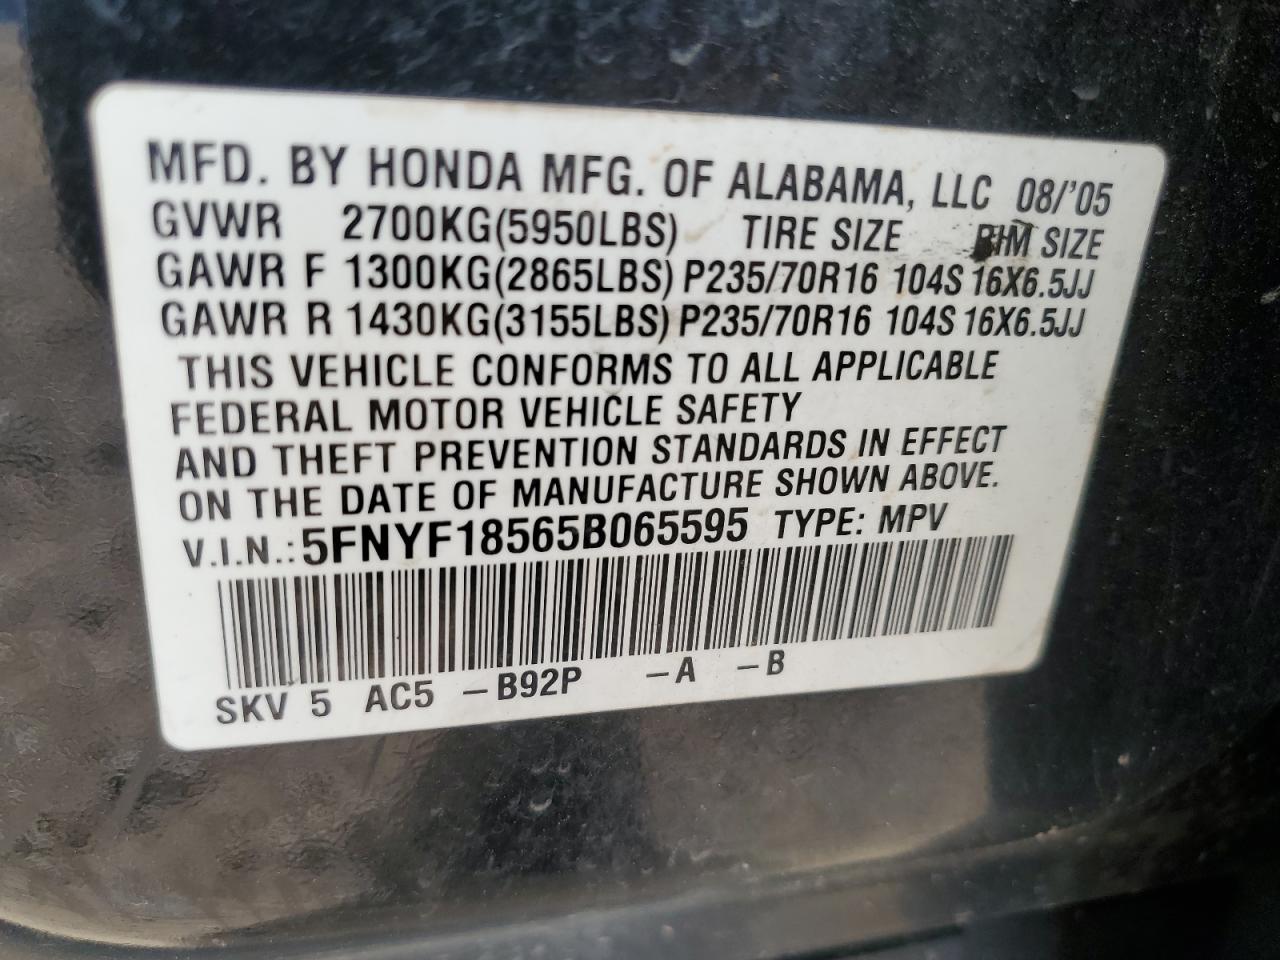 MFD. BY HONDA MFG. OF ALABAMA, LLC 08/'05
GVWR 2700KG(5950LBS) TIRE SIZE RIM SIZE
GAWR F 1300KG(2865LBS) P235/70R16 104S 16X6.5JJ
GAWR R 1430KG(3155LBS) P235/70R16 104S 16X6.5JJ
THIS VEHICLE CONFORMS TO ALL APPLICABLE
FEDERAL MOTOR VEHICLE SAFETY
AND THEFT PREVENTION STANDARDS IN EFFECT
ON THE DATE OF MANUFACTURE SHOWN ABOVE.
V.I.N.: 5FNYF18565B065595 TYPE: MPV
SKV 5 AC5 -B92P -A -B